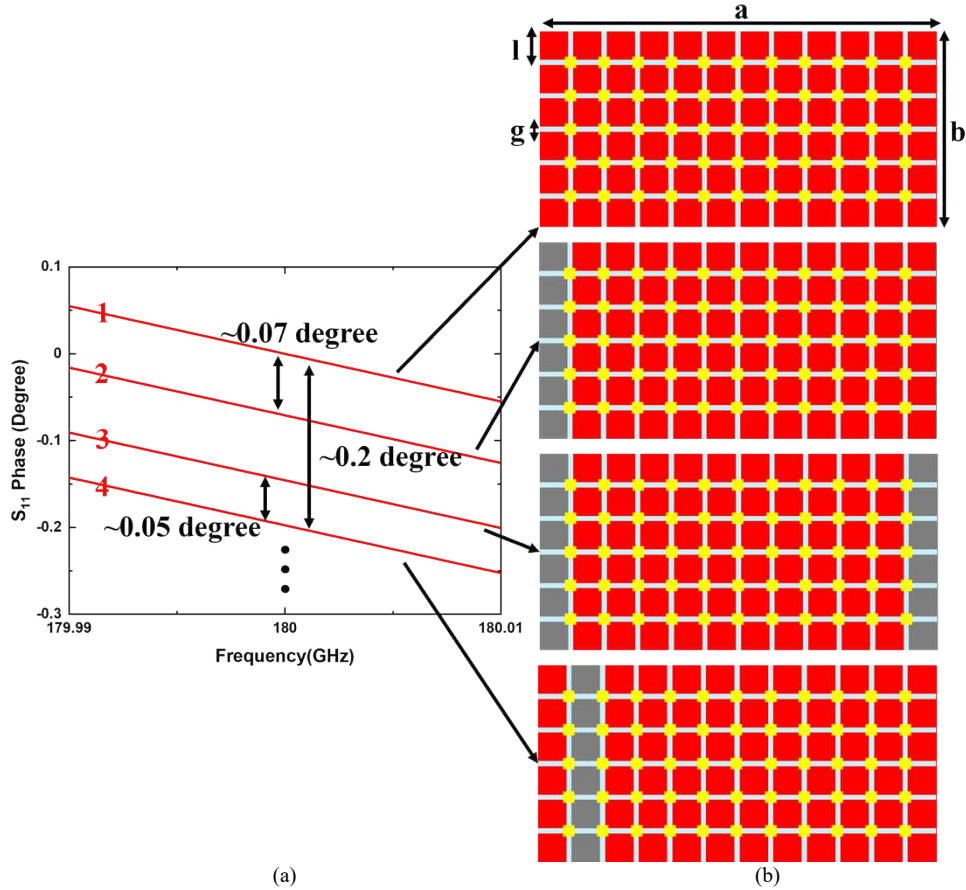 a
l
g
b
0.1
0
-0.1
-0.2
-0.3
S11 Phase (Degree)
1
2
3
4
~0.07 degree
~0.2 degree
~0.05 degree
179.99
180
180.01
Frequency(GHz)
(a)
(b)